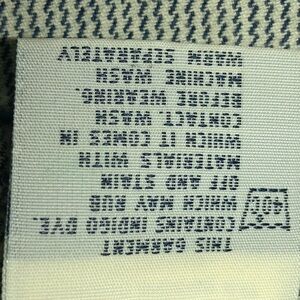 THIS GARMENT
CONTAINS INDIGO DYE.
WHICH MAY RUB
OFF AND STAIN
MATERIALS WITH
WHICH IT COMES IN
CONTACT. WASH
BEFORE WEARING.
MACHINE WASH
WARM SEPARATELY
40°